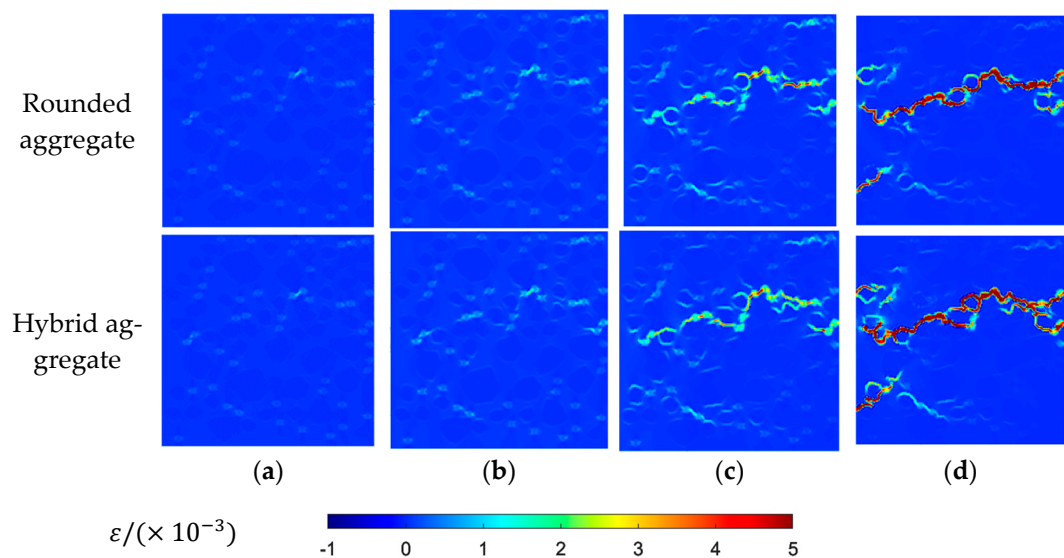 Rounded
aggregate
Hybrid ag-
gregate
(a) (b) (c) (d)
ε/(× 10⁻³)
-1 0 1 2 3 4 5